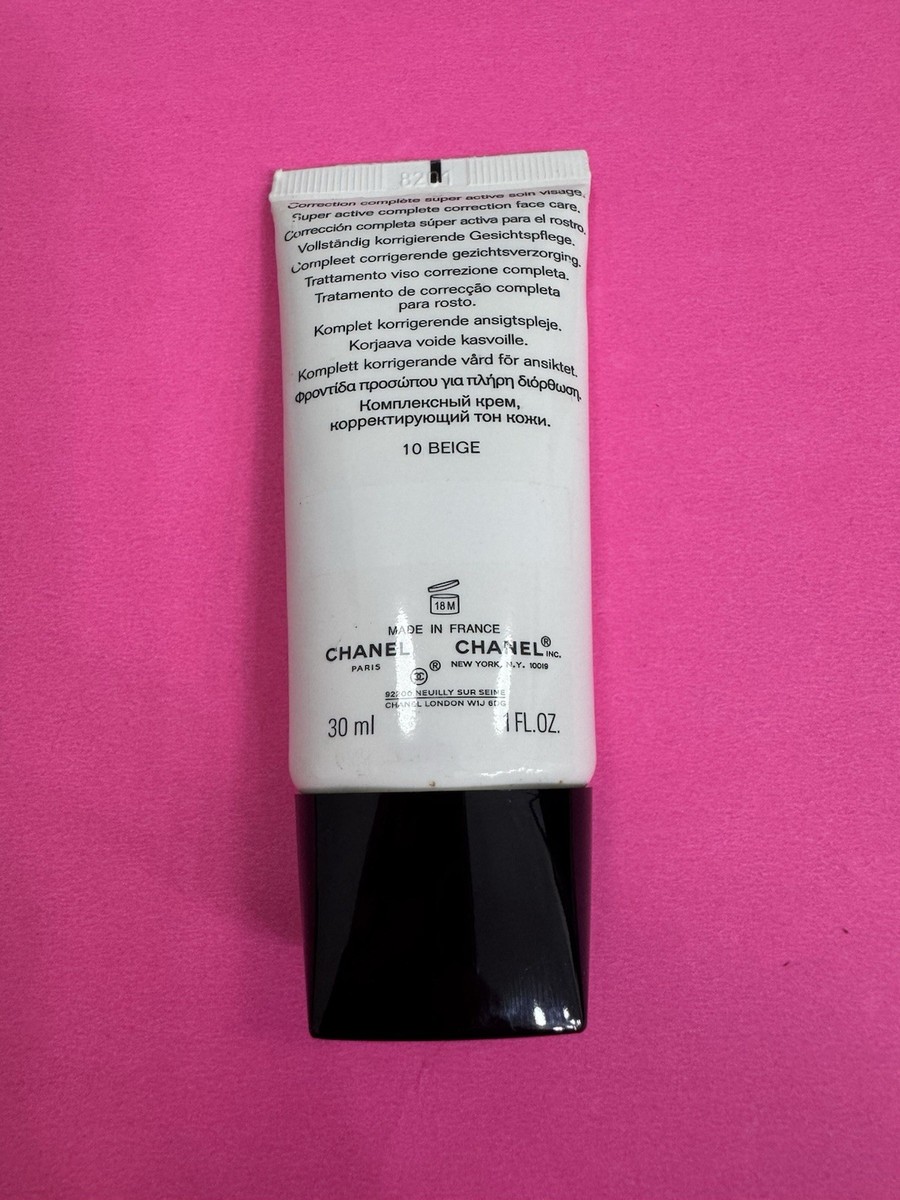 8201
Correction complète super active soin visage.
Super active complete correction face care.
Corrección completa súper activa para el rostro.
Vollständig korrigierende Gesichtspflege.
Compleet corrigerende gezichtsverzorging.
Trattamento viso correzione completa.
Tratamento de correcção completa
para rosto.
Komplet korrigerende ansigtspleje.
Korjaava voide kasvoille.
Komplett korrigerande vård för ansiktet.
Φροντίδα προσώπου για πλήρη διόρθωση.
Комплексный крем,
корректирующий тон кожи.
10 BEIGE
18 M
MADE IN FRANCE
CHANEL CHANEL® INC.
PARIS ® NEW YORK, N.Y. 10019
92200 NEUILLY SUR SEINE
CHANEL LONDON W1J 6DG
30 ml 1 FL.OZ.